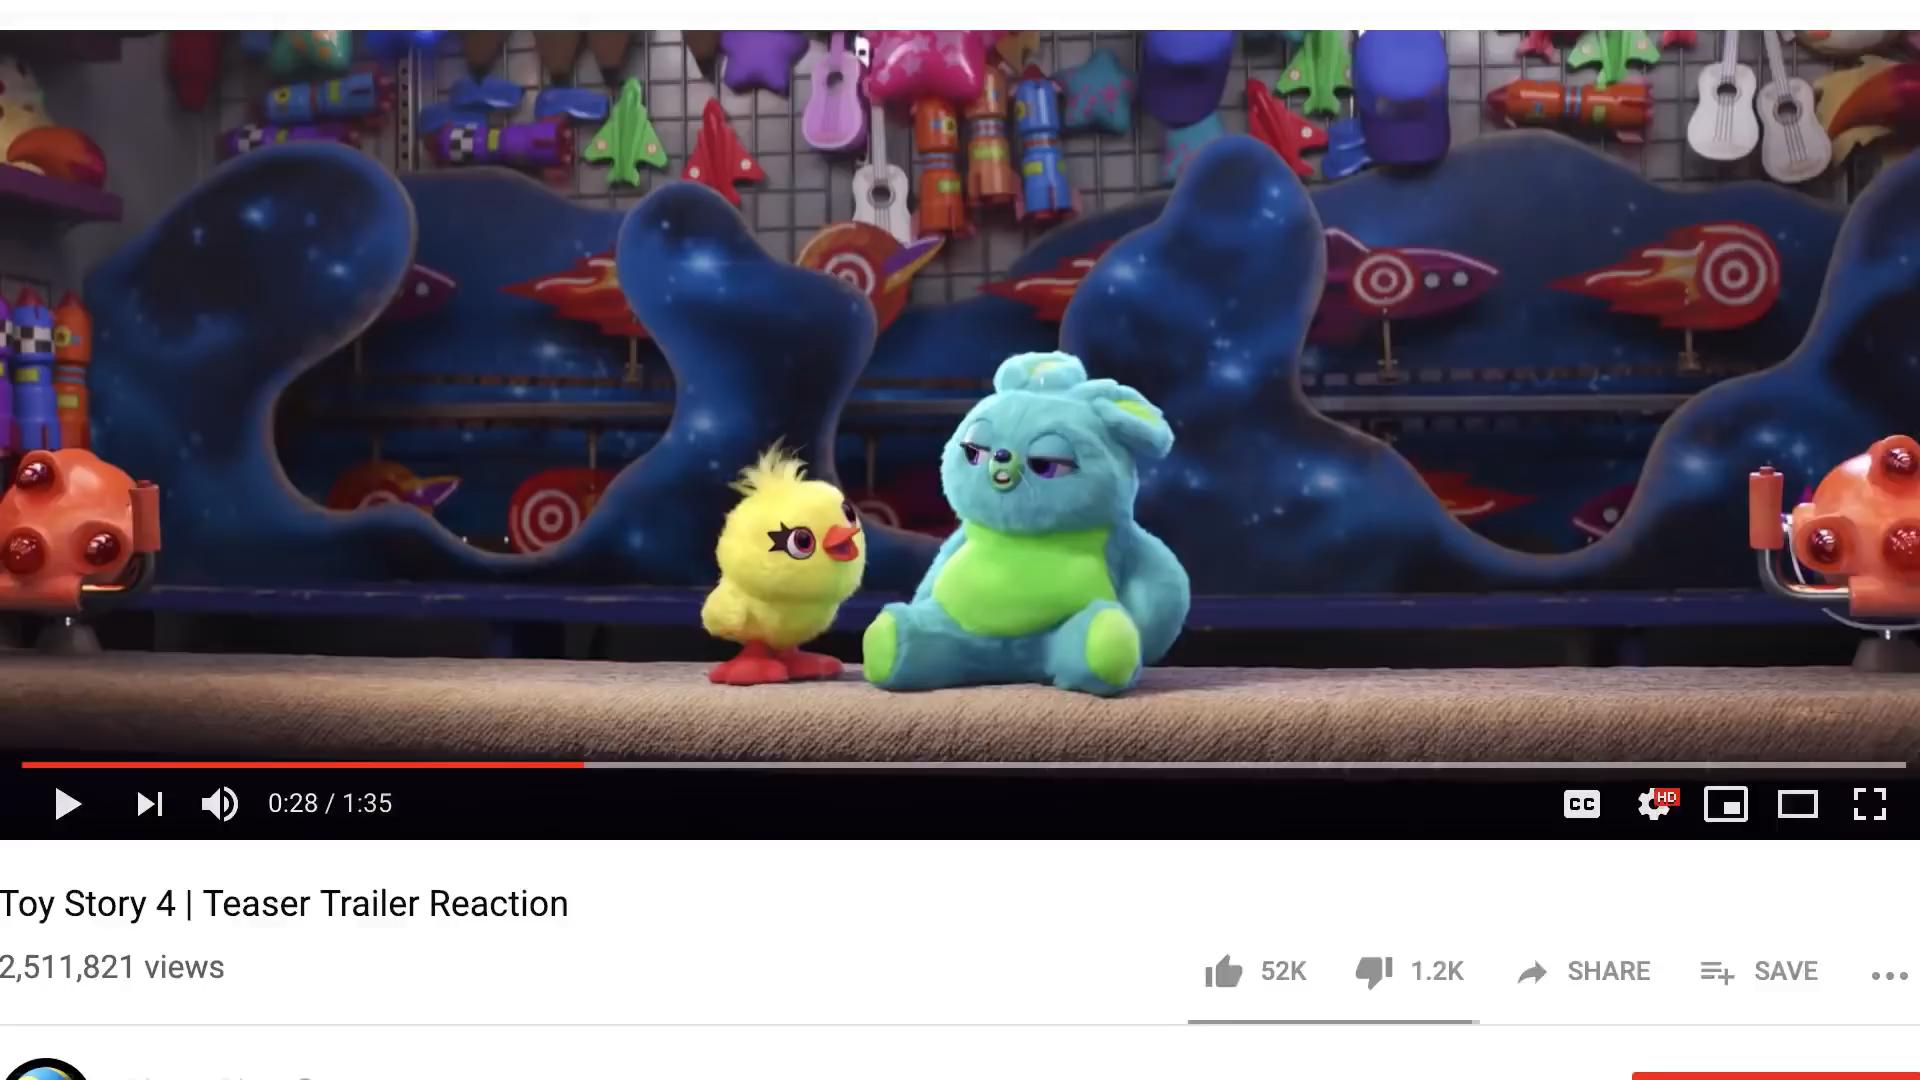 0:28 / 1:35
CC
HD
Toy Story 4 | Teaser Trailer Reaction
2,511,821 views
52K
1.2K
SHARE
SAVE